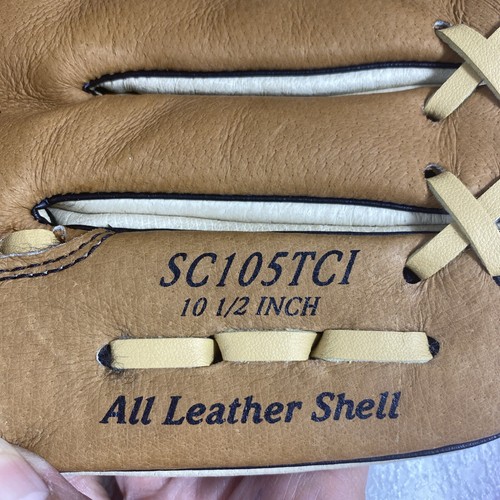 SC105TCI
10 1/2 INCH
All Leather Shell